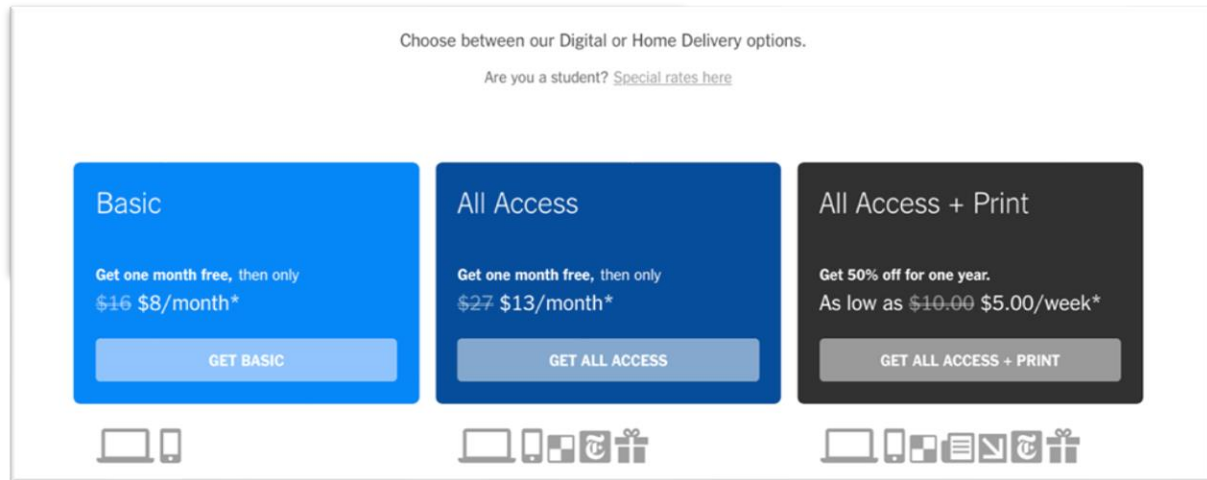 Choose between our Digital or Home Delivery options.
Are you a student? Special rates here
Basic
Get one month free, then only
$16 $8/month*
GET BASIC
All Access
Get one month free, then only
$27 $13/month*
GET ALL ACCESS
All Access + Print
Get 50% off for one year.
As low as $10.00 $5.00/week*
GET ALL ACCESS + PRINT